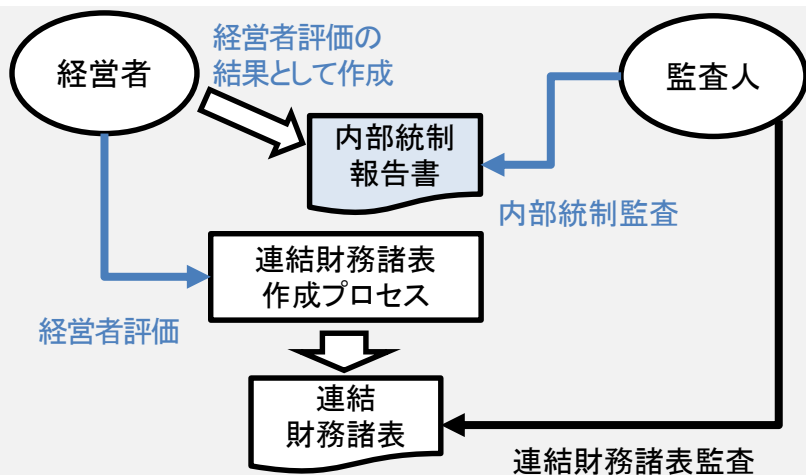 経営者評価の
結果として作成
経営者
監査人
内部統制
報告書
内部統制監査
連結財務諸表
作成プロセス
経営者評価
連結
財務諸表
連結財務諸表監査